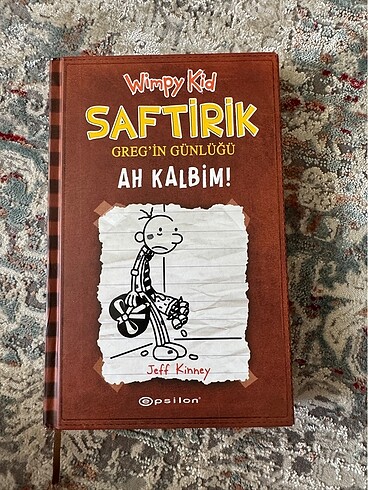 Wimpy Kid
SAFTİRİK
GREG'İN GÜNLÜĞÜ
AH KALBİM!
Jeff Kinney
epsilon